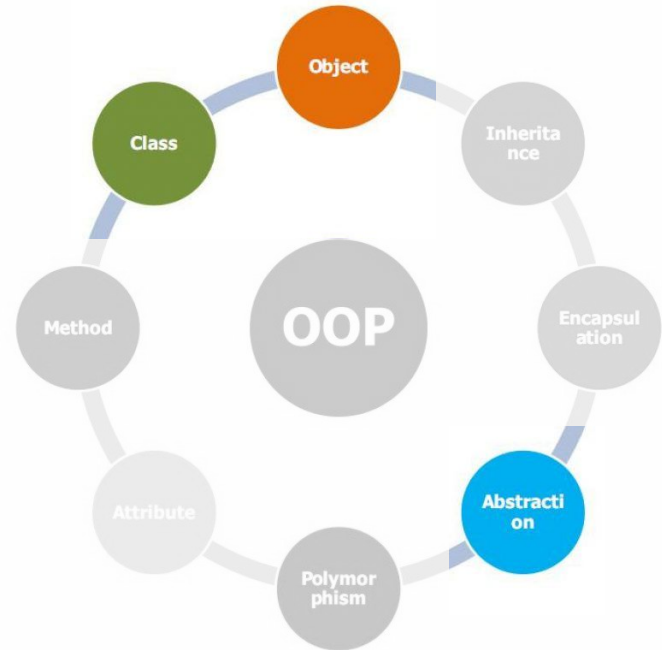 Object
Class
Inherita
nce
Method
OOP
Encapsul
ation
Attribute
Abstracti
on
Polymor
phism